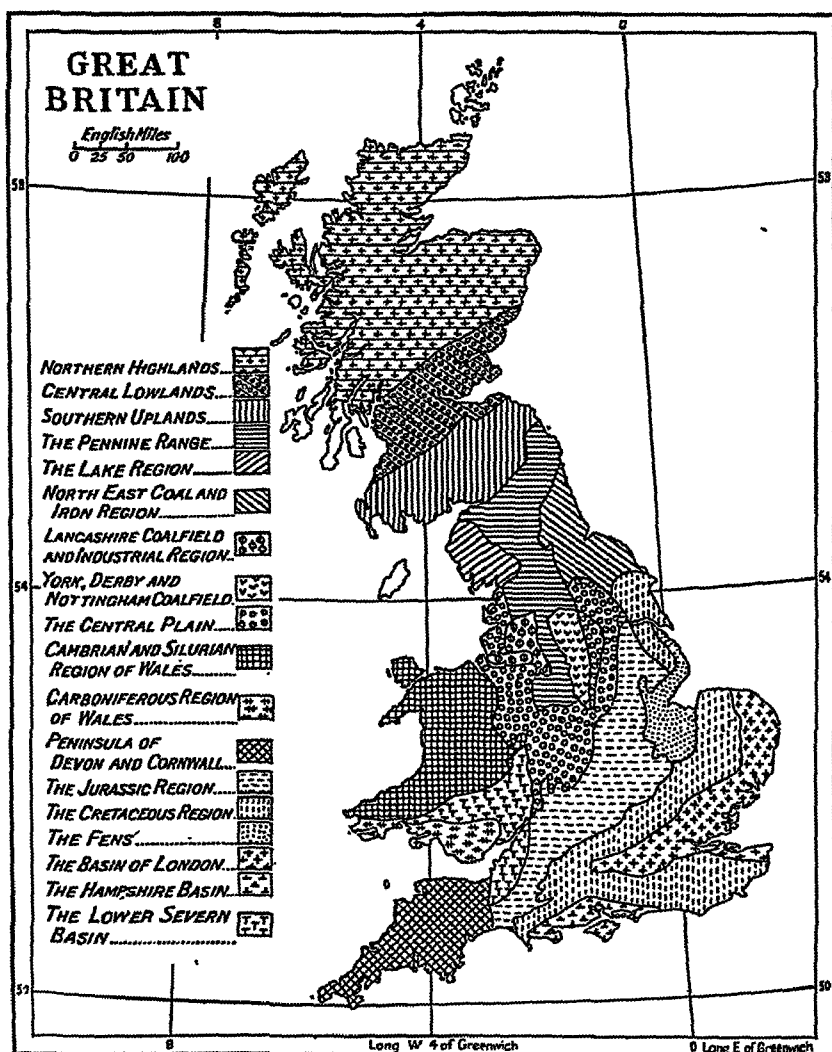 8 4 0
GREAT
BRITAIN
English Miles
0 25 50 100
58 58
NORTHERN HIGHLANDS....
CENTRAL LOWLANDS.....
SOUTHERN UPLANDS.....
THE PENNINE RANGE......
THE LAKE REGION.......
NORTH EAST COAL AND
IRON REGION............
LANCASHIRE COALFIELD
AND INDUSTRIAL REGION..
54 54
YORK, DERBY AND
NOTTINGHAM COALFIELD.
THE CENTRAL PLAIN....
CAMBRIAN AND SILURIAN
REGION OF WALES......
CARBONIFEROUS REGION
OF WALES................
PENINSULA OF
DEVON AND CORNWALL...
THE JURASSIC REGION....
THE CRETACEOUS REGION.
THE FENS.............
THE BASIN OF LONDON...
THE HAMPSHIRE BASIN...
THE LOWER SEVERN
BASIN....................
50
8 Long W 4 of Greenwich 0 Long E of Greenwich